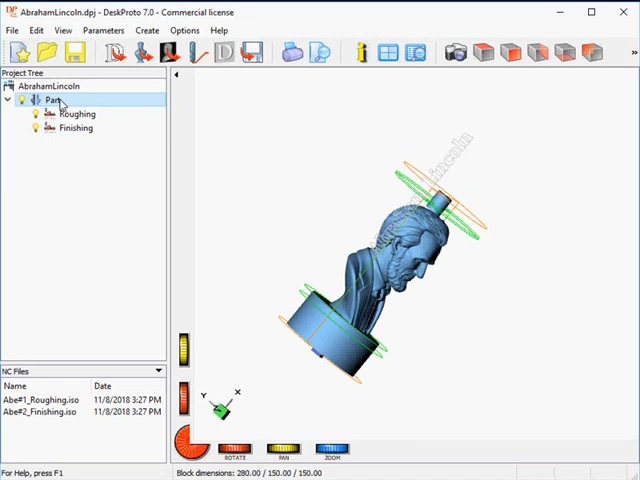 AbrahamLincoln.dpj - DeskProto 7.0 - Commercial license
File Edit View Parameters Create Options Help
Project Tree
AbrahamLincoln
Part
Roughing
Finishing
Abraham Lincoln
NC Files
Name Date
Abe#1_Roughing.iso 11/8/2018 3:27 PM
Abe#2_Finishing.iso 11/8/2018 3:27 PM
Y X
ROTATE PAN ZOOM
For Help, press F1
Block dimensions: 280.00 / 150.00 / 150.00